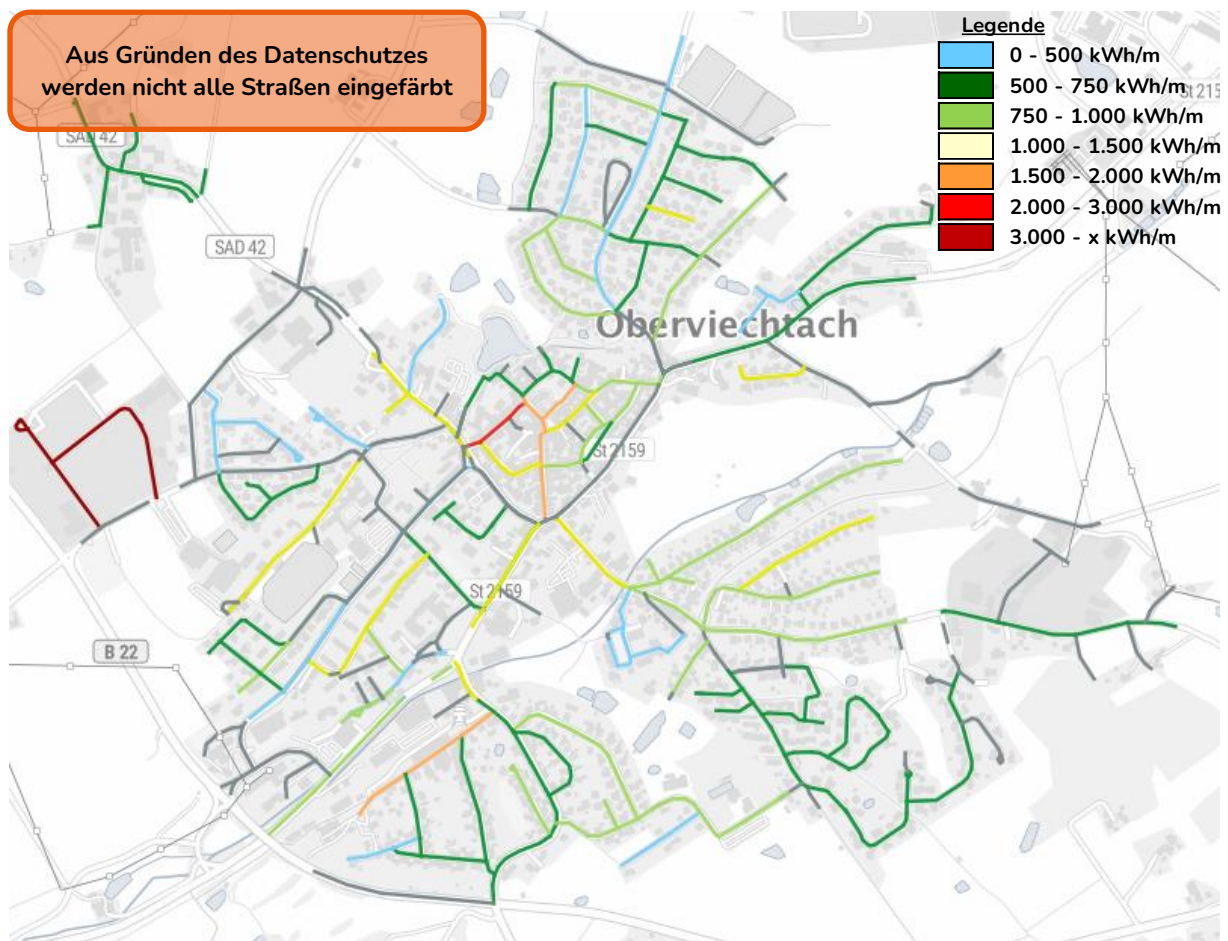 Aus Gründen des Datenschutzes
werden nicht alle Straßen eingefärbt
Legende
0 - 500 kWh/m
500 - 750 kWh/m
750 - 1.000 kWh/m
1.000 - 1.500 kWh/m
1.500 - 2.000 kWh/m
2.000 - 3.000 kWh/m
3.000 - x kWh/m
St 215
SAD 42
SAD 42
Oberviechtach
St 2159
St 2159
B 22